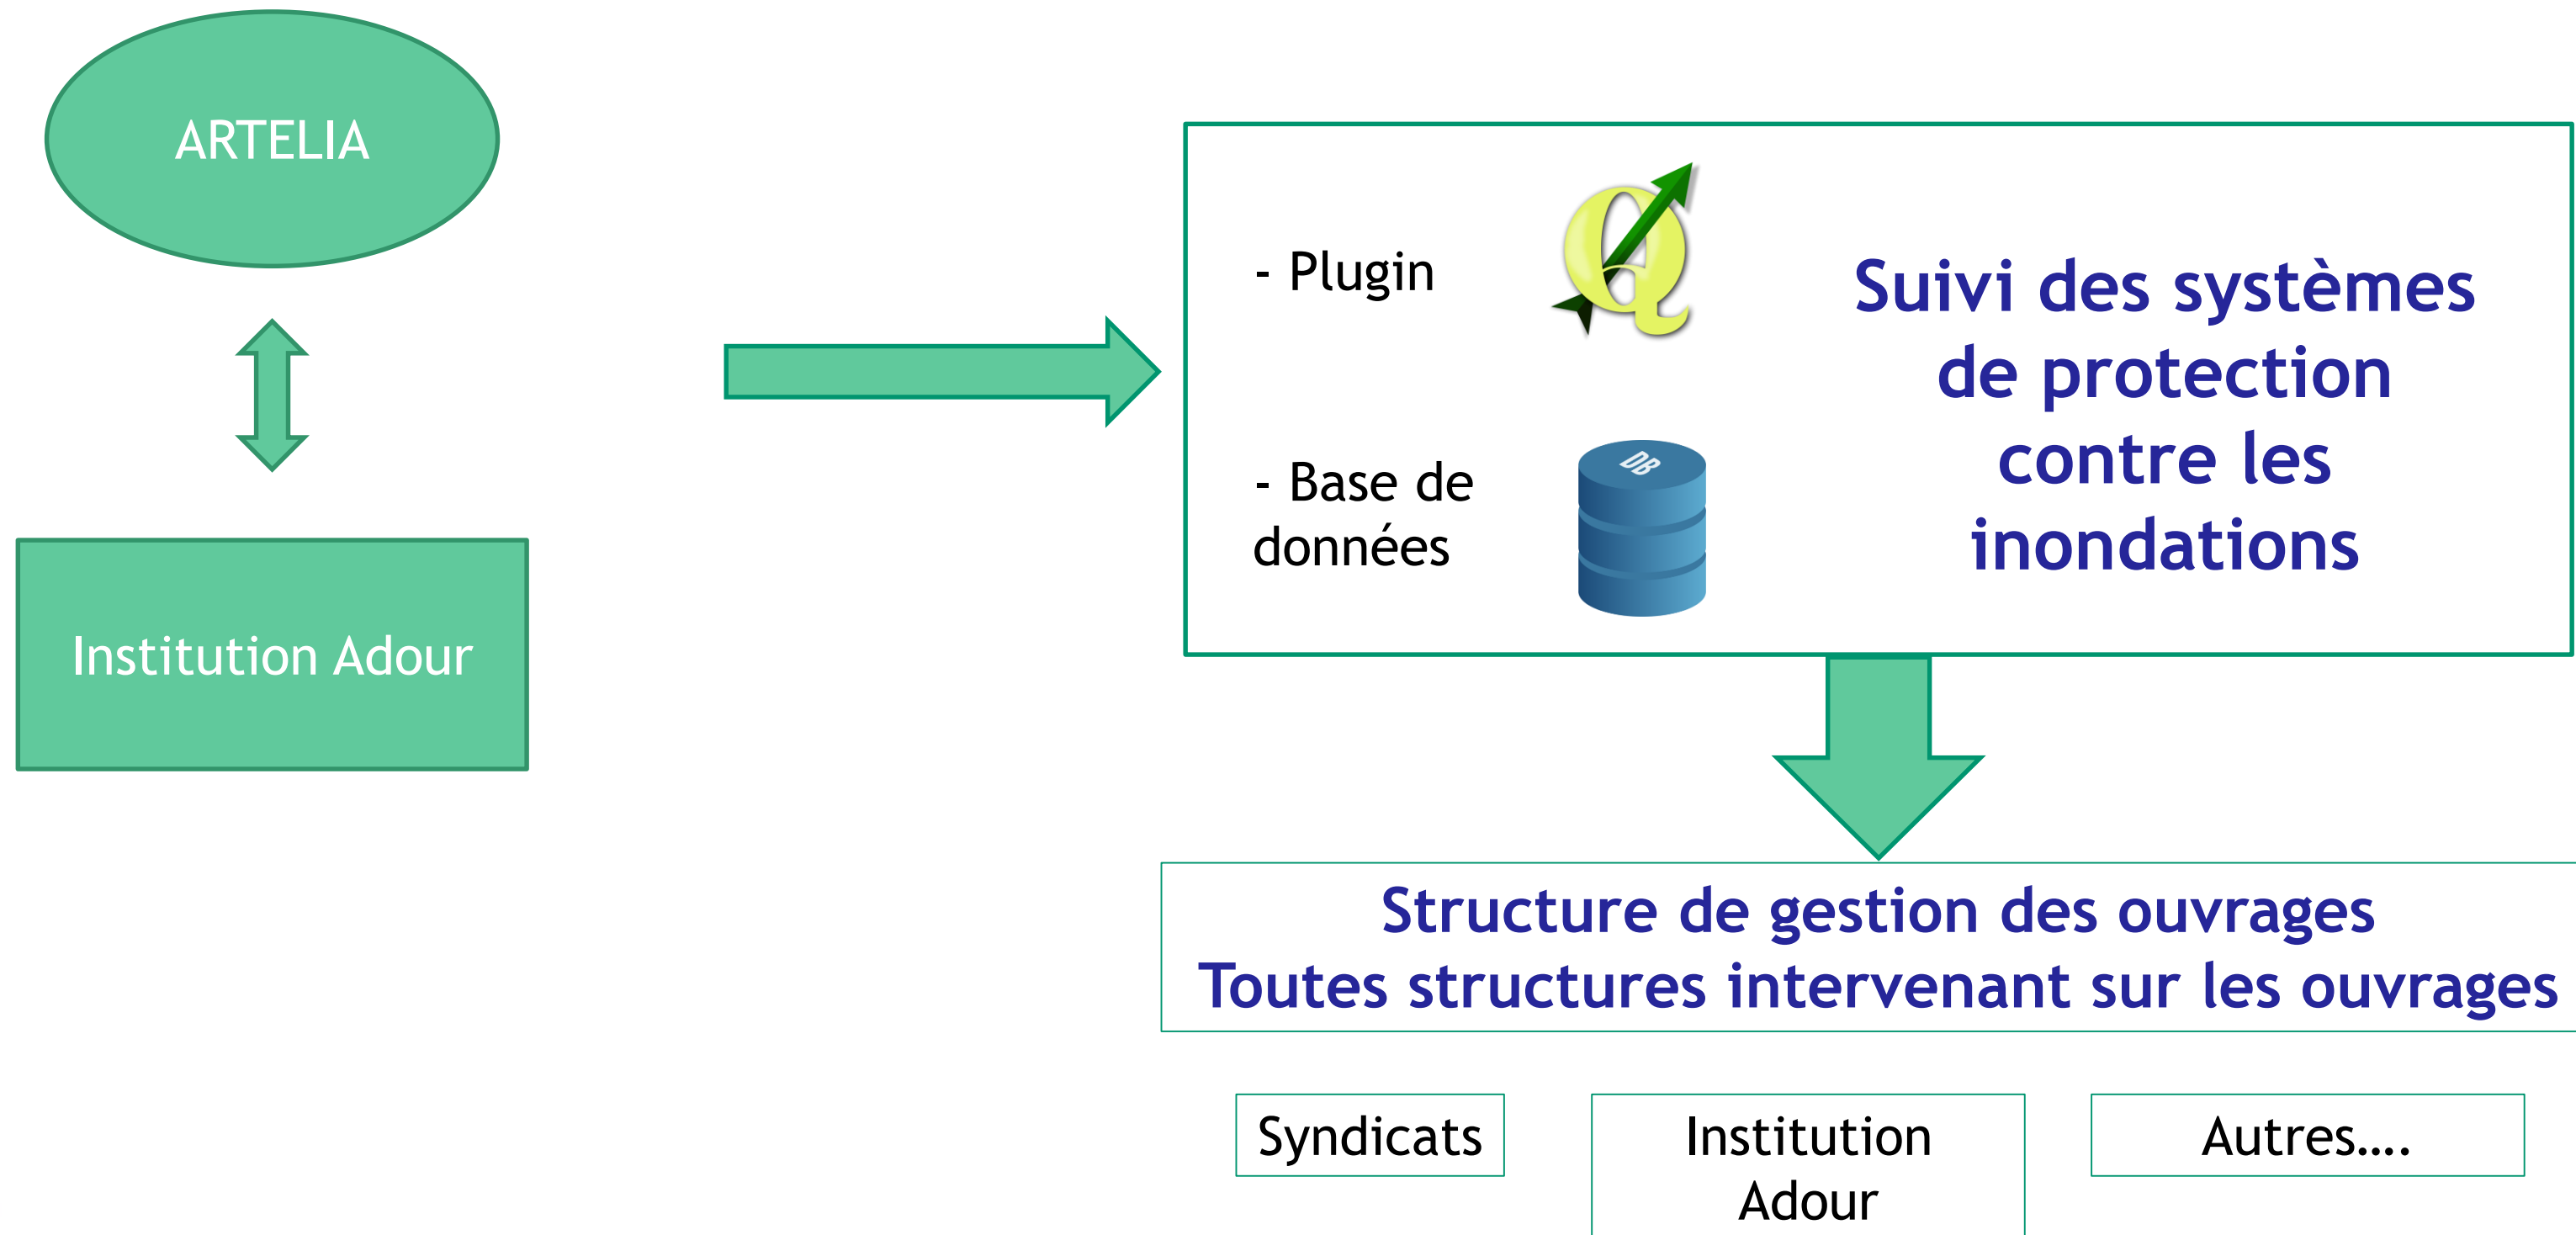 ARTELIA
Institution Adour
- Plugin
- Base de
données
DB
Suivi des systèmes
de protection
contre les
inondations
Structure de gestion des ouvrages
Toutes structures intervenant sur les ouvrages
Syndicats
Institution
Adour
Autres....